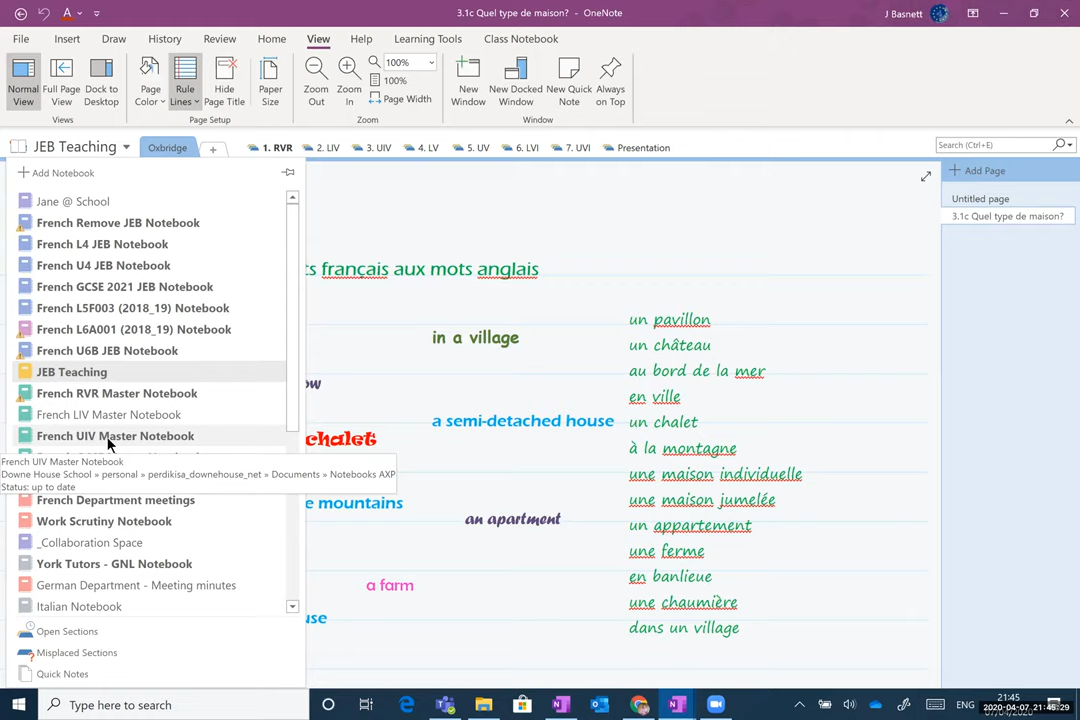 3.1c Quel type de maison? - OneNote
J Basnett
File Insert Draw History Review Home View Help Learning Tools Class Notebook
Normal View
Full Page View
Dock to Desktop
Page Color
Rule Lines
Hide Page Title
Paper Size
Zoom Out
Zoom In
100%
100%
Page Width
New Window
New Docked Window
New Quick Note
Always on Top
Views Page Setup Zoom Window
JEB Teaching Oxbridge 1. RVR 2. LIV 3. UIV 4. LV 5. UV 6. LVI 7. UVI Presentation Search (Ctrl+E)
Add Notebook
Add Page
Untitled page
3.1c Quel type de maison?
Jane @ School
French Remove JEB Notebook
French L4 JEB Notebook
French U4 JEB Notebook
French GCSE 2021 JEB Notebook
French L5F003 (2018_19) Notebook
French L6A001 (2018_19) Notebook
French U6B JEB Notebook
JEB Teaching
French RVR Master Notebook
French LIV Master Notebook
French UIV Master Notebook
French UIV Master Notebook
Downe House School » personal » perdikisa_downehouse_net » Documents » Notebooks AXP
Status: up to date
French Department meetings
Work Scrutiny Notebook
_Collaboration Space
York Tutors - GNL Notebook
German Department - Meeting minutes
Italian Notebook
Open Sections
Misplaced Sections
Quick Notes
ts français aux mots anglais
in a village
ow
a semi-detached house
chalet
e mountains
an apartment
a farm
use
un pavillon
un château
au bord de la mer
en ville
un chalet
à la montagne
une maison individuelle
une maison jumelée
un appartement
une ferme
en banlieue
une chaumière
dans un village
Type here to search
ENG
21:45
2020-04-07 21:45:29